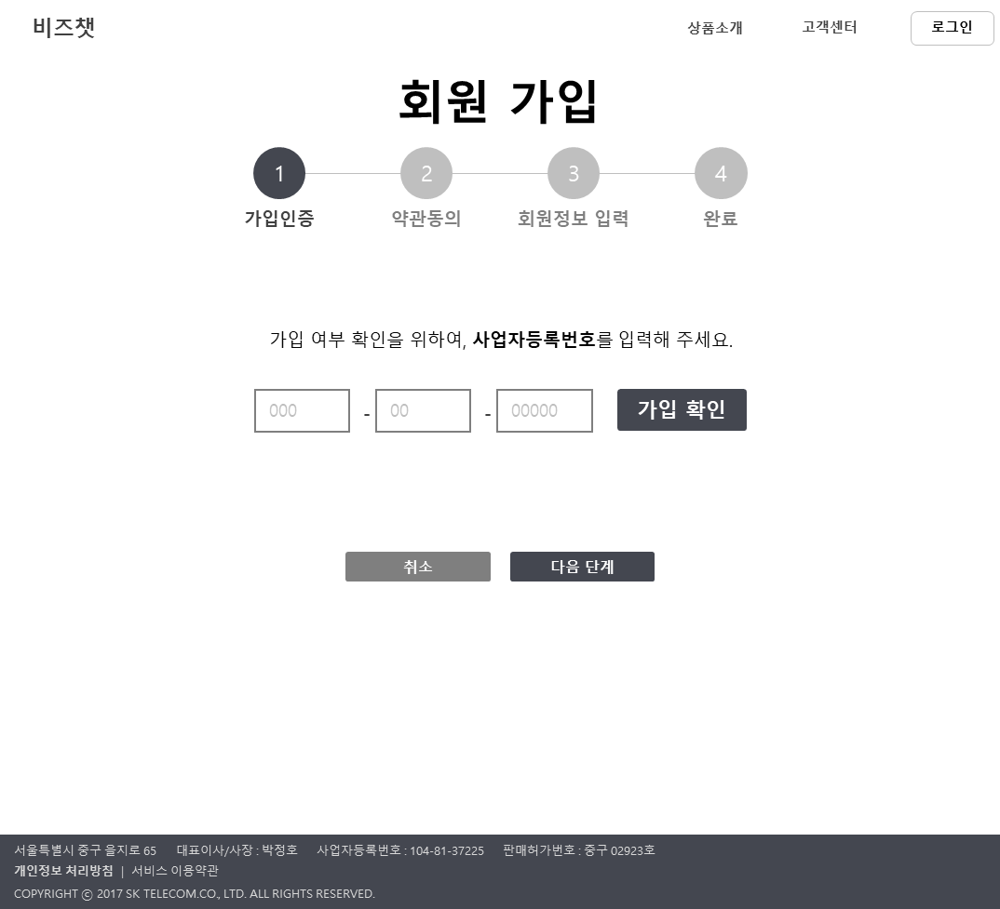 비즈챗 상품소개 고객센터 로그인
회원 가입
1 2 3 4
가입인증 약관동의 회원정보 입력 완료
가입 여부 확인을 위하여, 사업자등록번호를 입력해 주세요.
000 - 00 - 00000 가입 확인
취소 다음 단계
서울특별시 중구 을지로 65 대표이사/사장 : 박정호 사업자등록번호 : 104-81-37225 판매허가번호 : 중구 02923호
개인정보 처리방침 | 서비스 이용약관
COPYRIGHT ⓒ 2017 SK TELECOM.CO., LTD. ALL RIGHTS RESERVED.